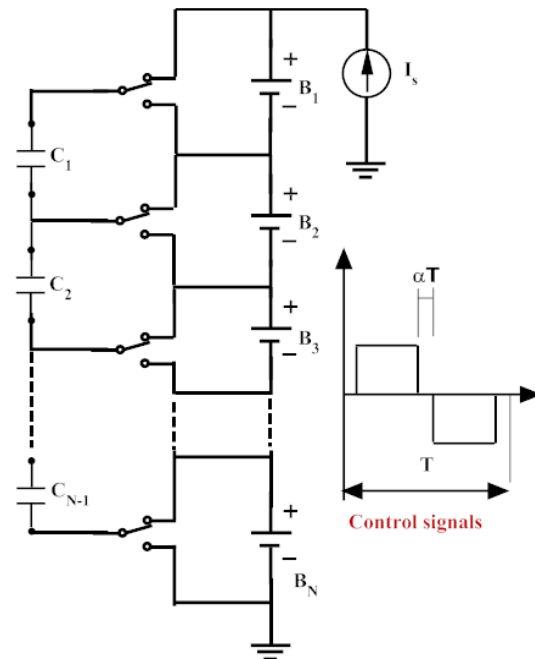 +
B1
−
Is
C1
+
B2
−
C2
αT
+
B3
−
T
CN-1
+
−
Control signals
BN